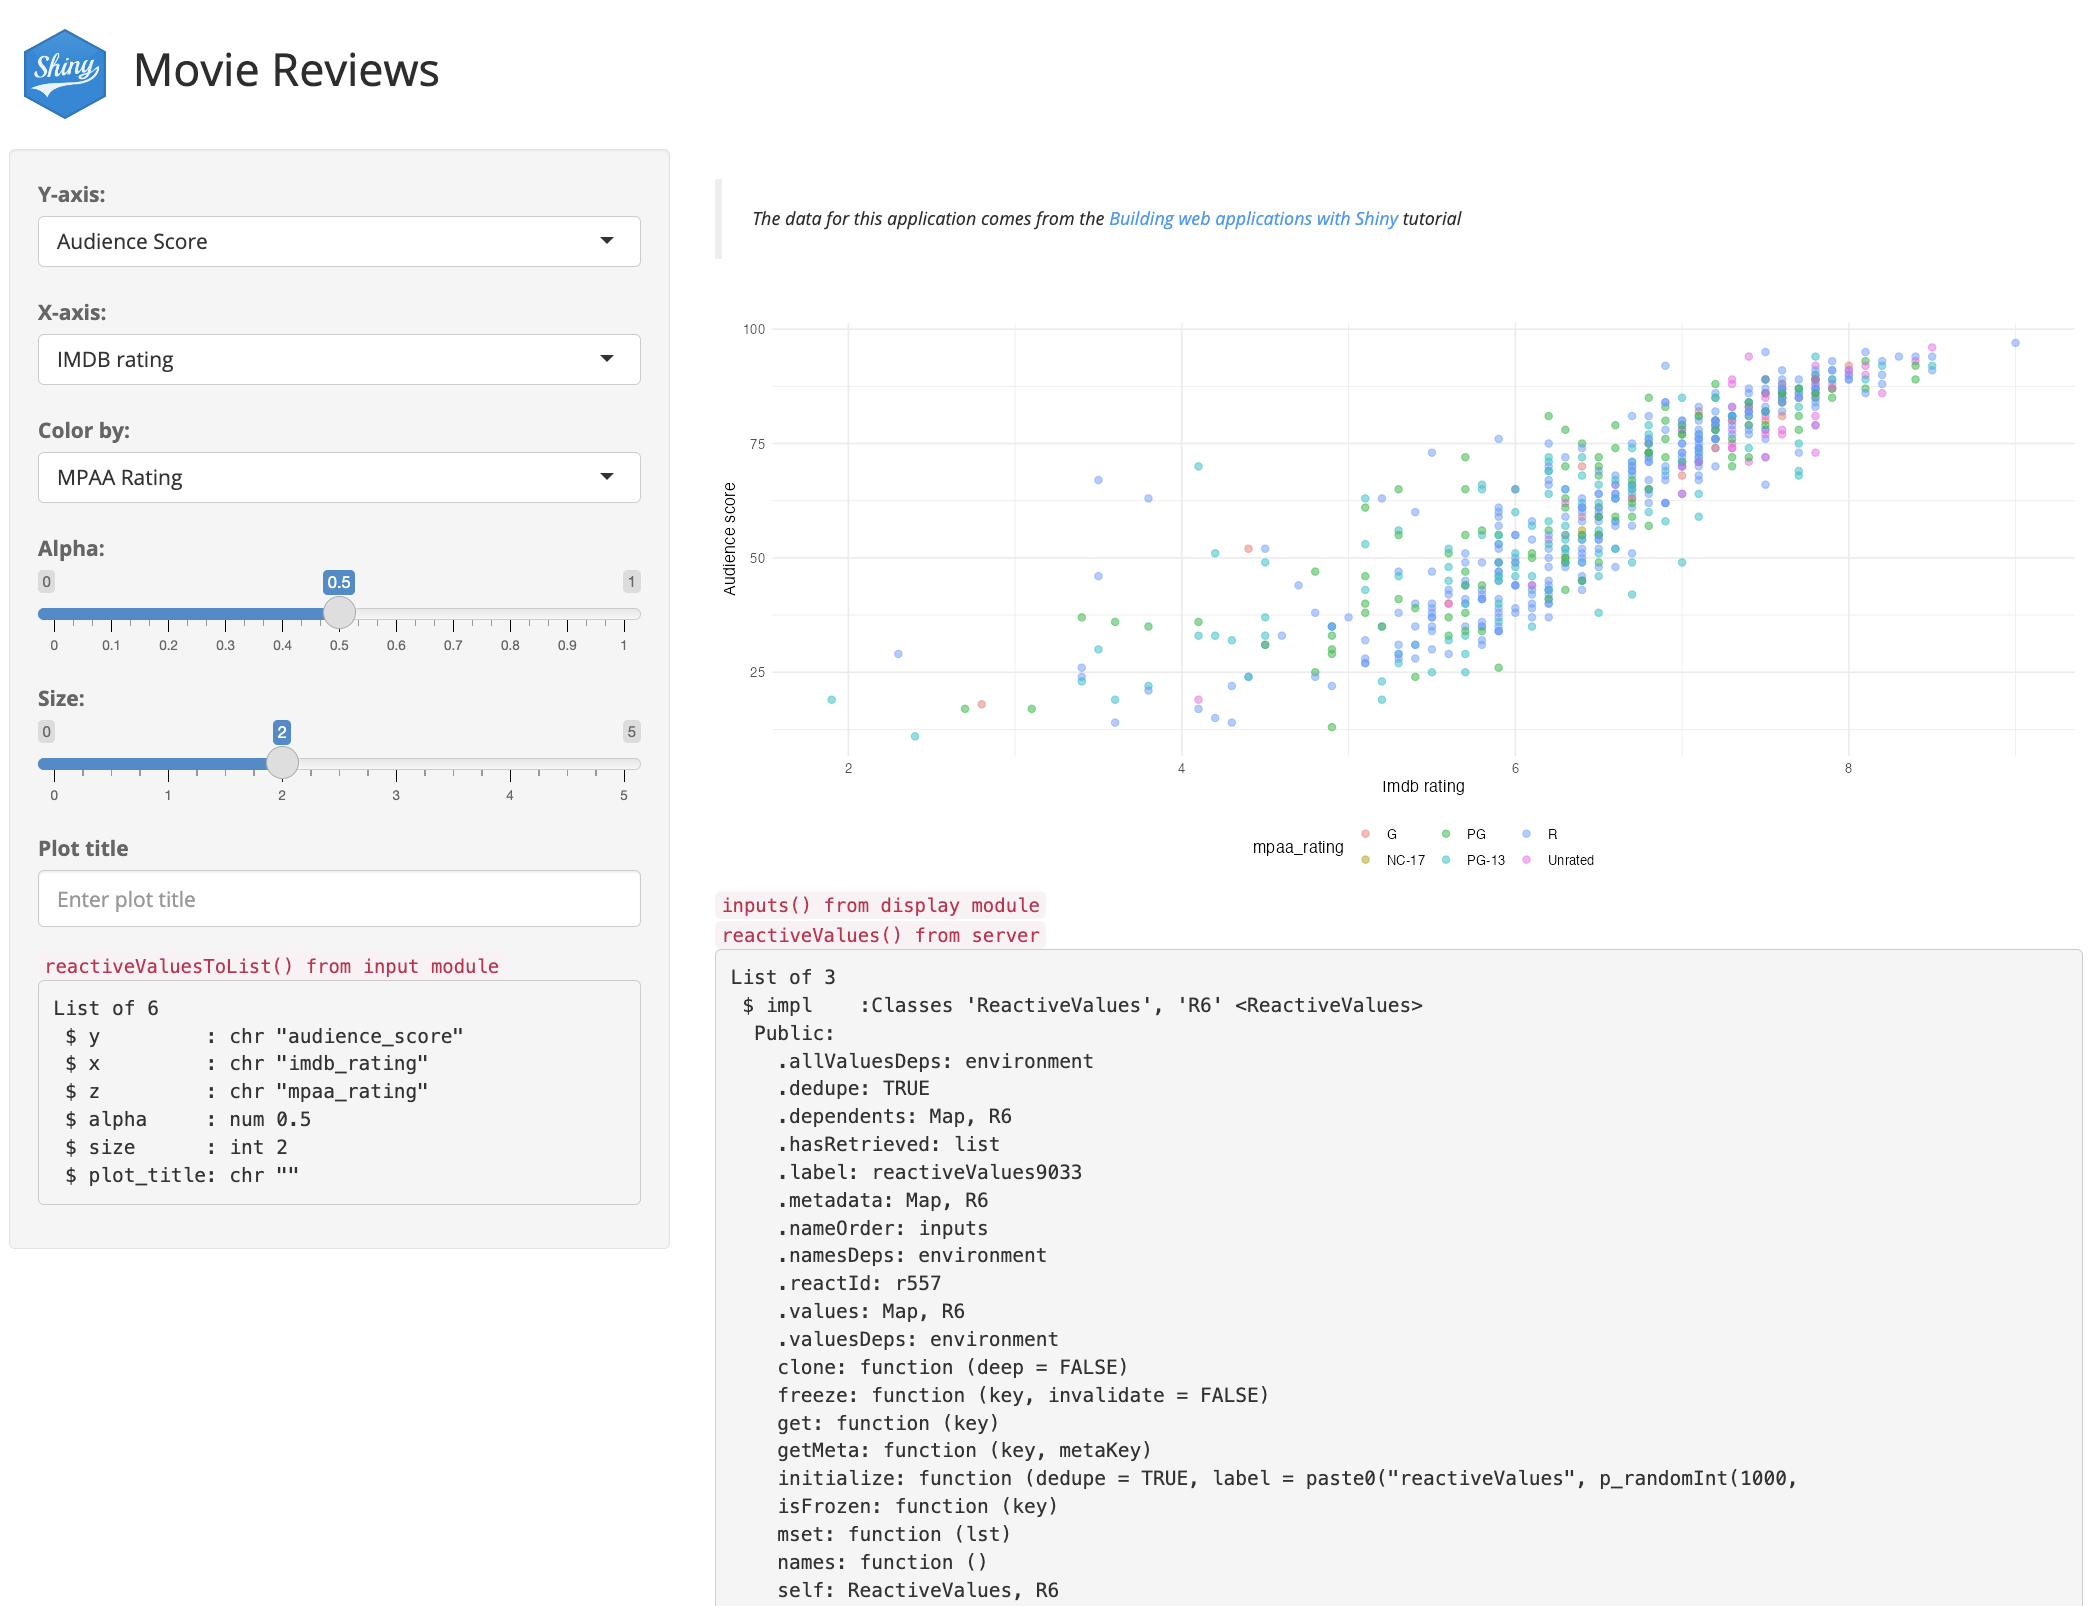 Shiny
Movie Reviews
Y-axis:
Audience Score
X-axis:
IMDB rating
Color by:
MPAA Rating
Alpha:
0 0.5 1
0 0.1 0.2 0.3 0.4 0.5 0.6 0.7 0.8 0.9 1
Size:
0 2 5
0 1 2 3 4 5
Plot title
Enter plot title
reactiveValuesToList() from input module
List of 6
 $ y         : chr "audience_score"
 $ x         : chr "imdb_rating"
 $ z         : chr "mpaa_rating"
 $ alpha     : num 0.5
 $ size      : int 2
 $ plot_title: chr ""
The data for this application comes from the Building web applications with Shiny tutorial
100
75
50
25
Audience score
2 4 6 8
Imdb rating
mpaa_rating
G PG R
NC-17 PG-13 Unrated
inputs() from display module
reactiveValues() from server
List of 3
 $ impl    :Classes 'ReactiveValues', 'R6' <ReactiveValues>
  Public:
    .allValuesDeps: environment
    .dedupe: TRUE
    .dependents: Map, R6
    .hasRetrieved: list
    .label: reactiveValues9033
    .metadata: Map, R6
    .nameOrder: inputs
    .namesDeps: environment
    .reactId: r557
    .values: Map, R6
    .valuesDeps: environment
    clone: function (deep = FALSE)
    freeze: function (key, invalidate = FALSE)
    get: function (key)
    getMeta: function (key, metaKey)
    initialize: function (dedupe = TRUE, label = paste0("reactiveValues", p_randomInt(1000,
    isFrozen: function (key)
    mset: function (lst)
    names: function ()
    self: ReactiveValues, R6